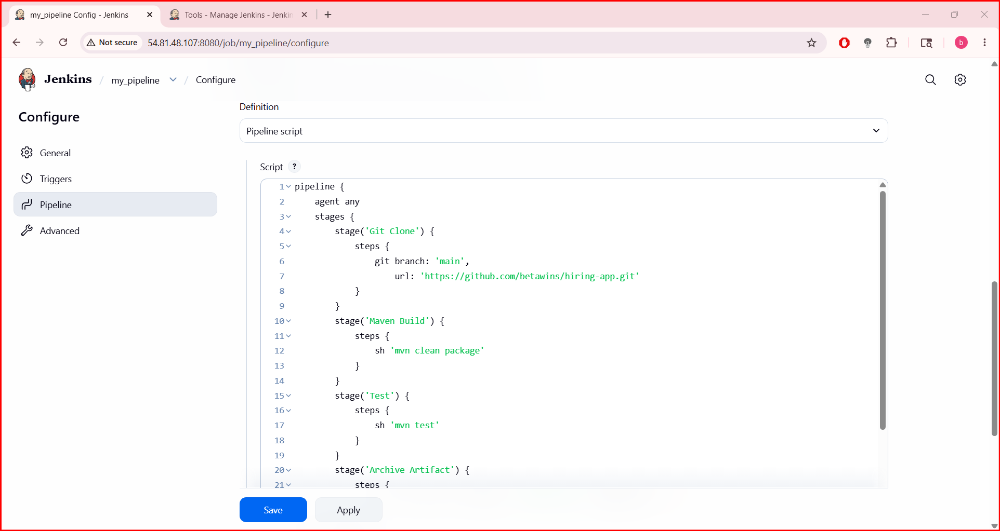 my_pipeline Config - Jenkins
Tools - Manage Jenkins - Jenkin
Not secure
54.81.48.107:8080/job/my_pipeline/configure
b
Jenkins / my_pipeline / Configure
Configure
General
Triggers
Pipeline
Advanced
Definition
Pipeline script
Script ?
1 pipeline {
2 agent any
3 stages {
4 stage('Git Clone') {
5 steps {
6 git branch: 'main',
7 url: 'https://github.com/betawins/hiring-app.git'
8 }
9 }
10 stage('Maven Build') {
11 steps {
12 sh 'mvn clean package'
13 }
14 }
15 stage('Test') {
16 steps {
17 sh 'mvn test'
18 }
19 }
20 stage('Archive Artifact') {
21 steps {
Save
Apply